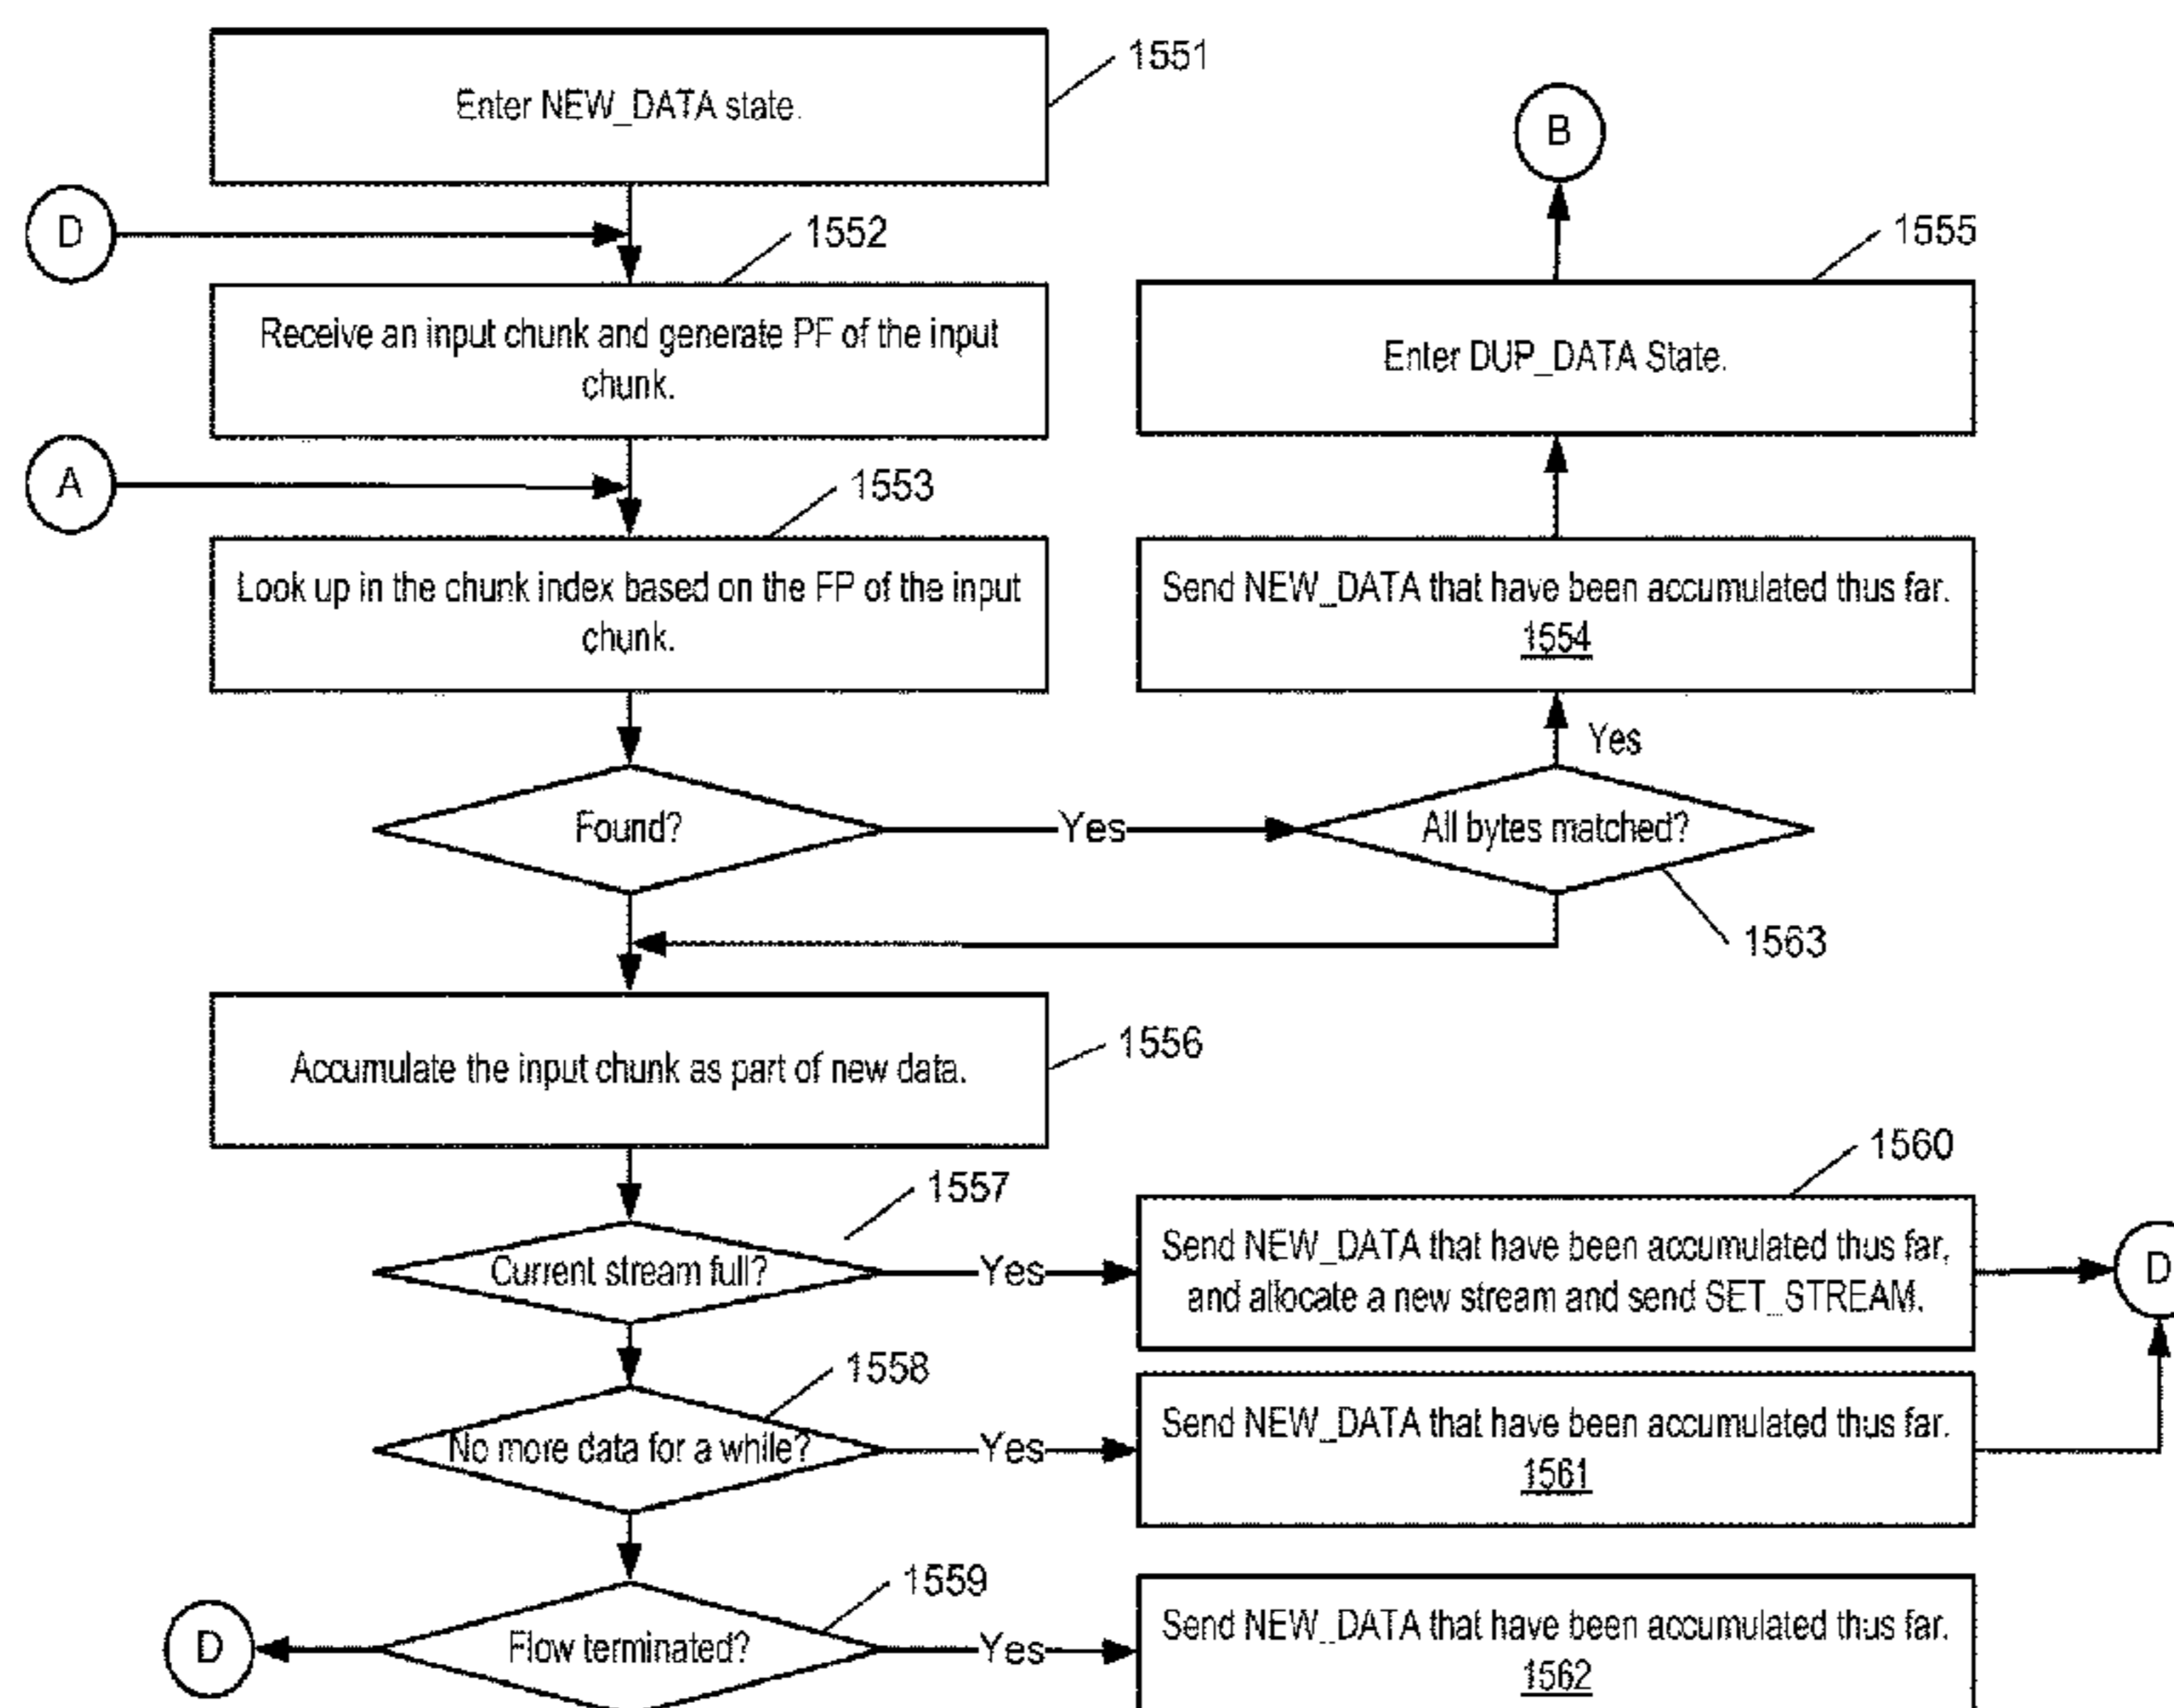 1551
Enter NEW_DATA state.
B
D
1552
1555
Receive an input chunk and generate PF of the input
chunk.
Enter DUP_DATA State.
A
1553
Look up in the chunk index based on the FP of the input
chunk.
Send NEW_DATA that have been accumulated thus far.
1554
Yes
Found?
Yes
All bytes matched?
1563
Accumulate the input chunk as part of new data.
1556
1557
1560
Current stream full?
Yes
Send NEW_DATA that have been accumulated thus far,
and allocate a new stream and send SET_STREAM.
D
1558
No more data for a while?
Yes
Send NEW_DATA that have been accumulated thus far.
1561
1559
D
Flow terminated?
Yes
Send NEW_DATA that have been accumulated thus far.
1562